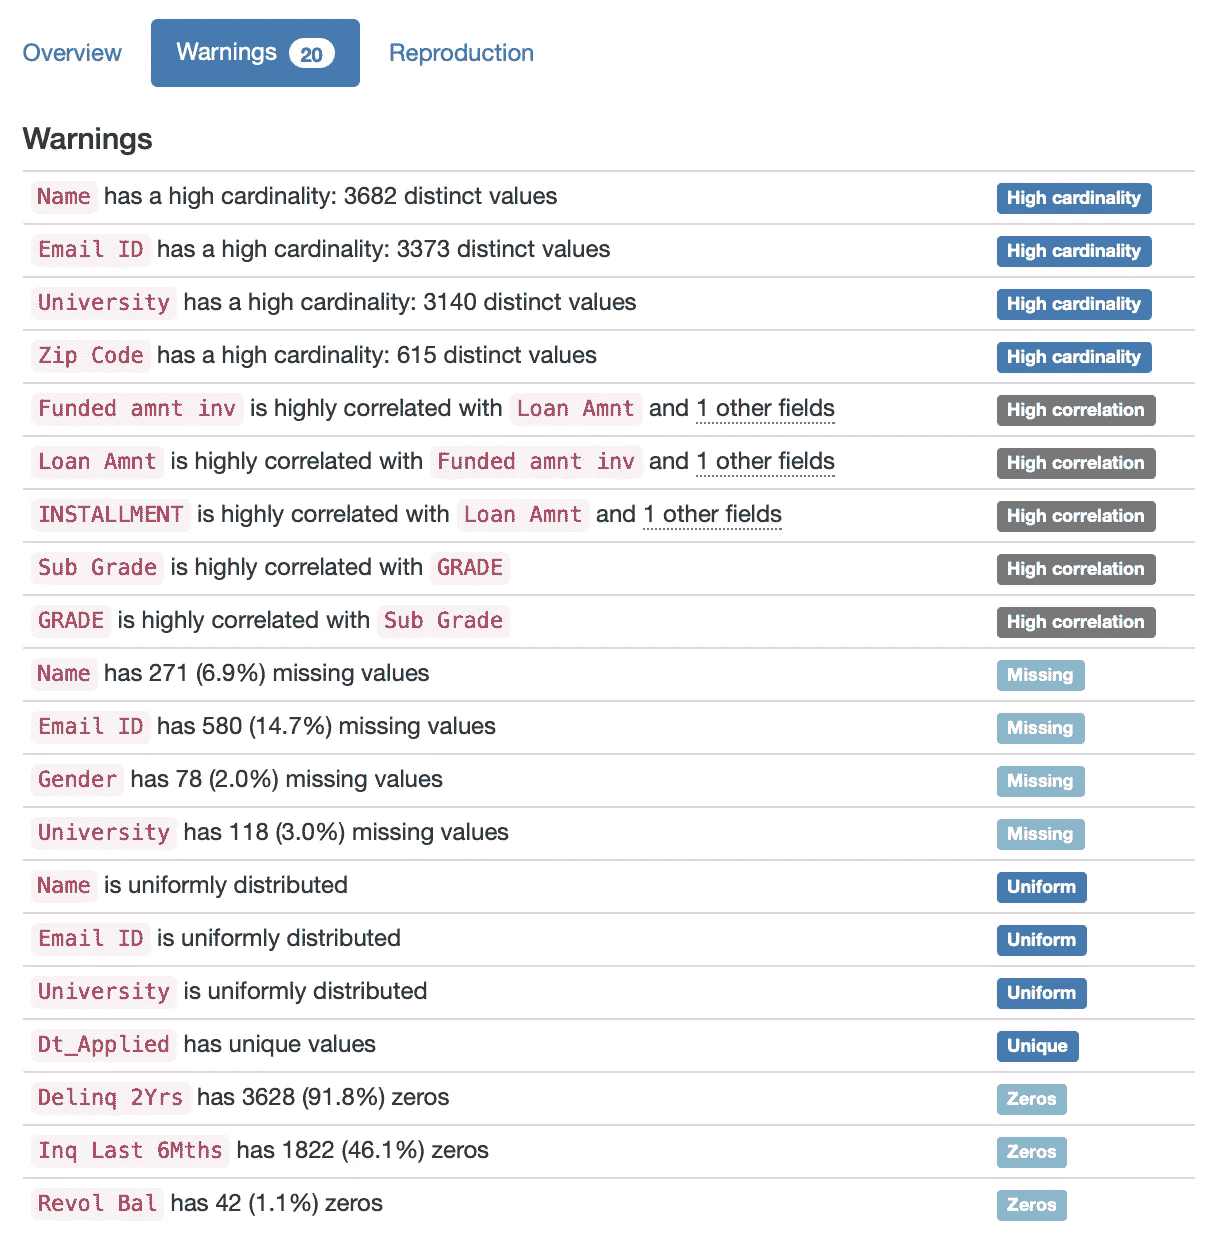 Overview Warnings 20 Reproduction
Warnings
Name has a high cardinality: 3682 distinct values High cardinality
Email ID has a high cardinality: 3373 distinct values High cardinality
University has a high cardinality: 3140 distinct values High cardinality
Zip Code has a high cardinality: 615 distinct values High cardinality
Funded amnt inv is highly correlated with Loan Amnt and 1 other fields High correlation
Loan Amnt is highly correlated with Funded amnt inv and 1 other fields High correlation
INSTALLMENT is highly correlated with Loan Amnt and 1 other fields High correlation
Sub Grade is highly correlated with GRADE High correlation
GRADE is highly correlated with Sub Grade High correlation
Name has 271 (6.9%) missing values Missing
Email ID has 580 (14.7%) missing values Missing
Gender has 78 (2.0%) missing values Missing
University has 118 (3.0%) missing values Missing
Name is uniformly distributed Uniform
Email ID is uniformly distributed Uniform
University is uniformly distributed Uniform
Dt_Applied has unique values Unique
Delinq 2Yrs has 3628 (91.8%) zeros Zeros
Inq Last 6Mths has 1822 (46.1%) zeros Zeros
Revol Bal has 42 (1.1%) zeros Zeros